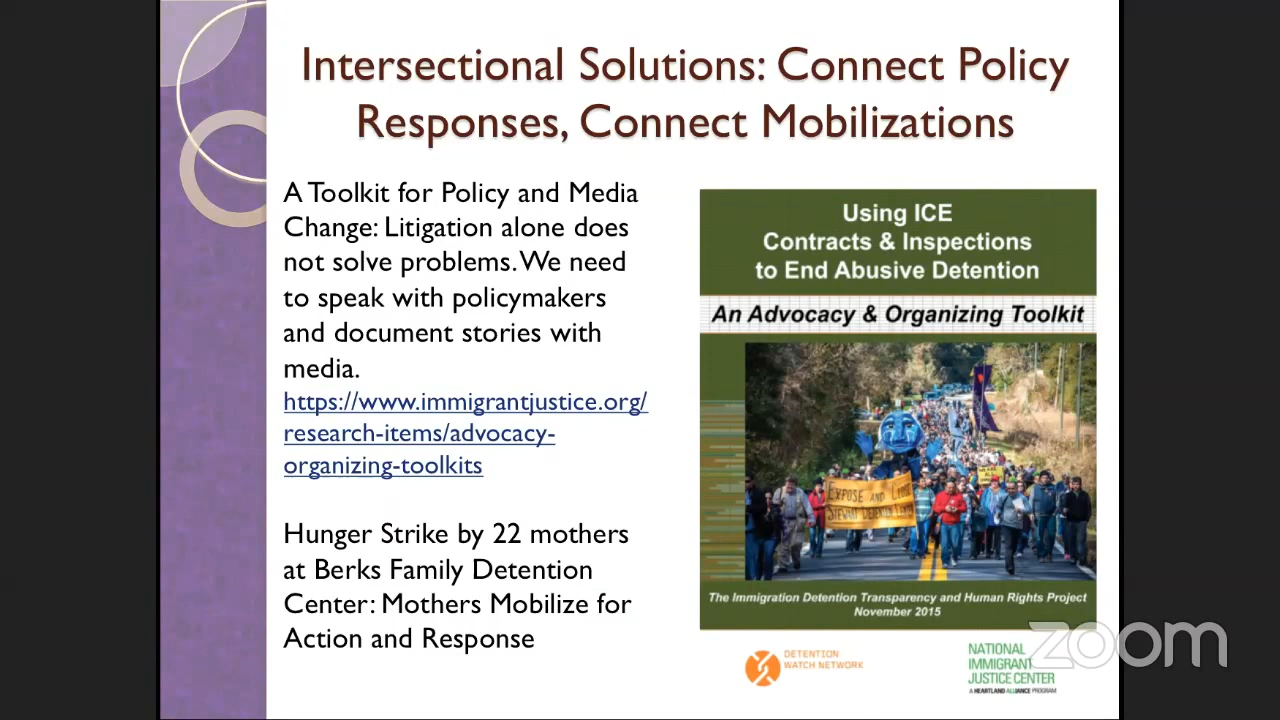 Intersectional Solutions: Connect Policy
Responses, Connect Mobilizations
A Toolkit for Policy and Media
Change: Litigation alone does
not solve problems. We need
to speak with policymakers
and document stories with
media.
https://www.immigrantjustice.org/
research-items/advocacy-
organizing-toolkits
Hunger Strike by 22 mothers
at Berks Family Detention
Center: Mothers Mobilize for
Action and Response
Using ICE
Contracts & Inspections
to End Abusive Detention
An Advocacy & Organizing Toolkit
EXPOSE AND CLOSE
STEWART DETENTION
The Immigration Detention Transparency and Human Rights Project
November 2015
DETENTION
WATCH NETWORK
NATIONAL
IMMIGRANT
JUSTICE CENTER
A HEARTLAND ALLIANCE PROGRAM
zoom